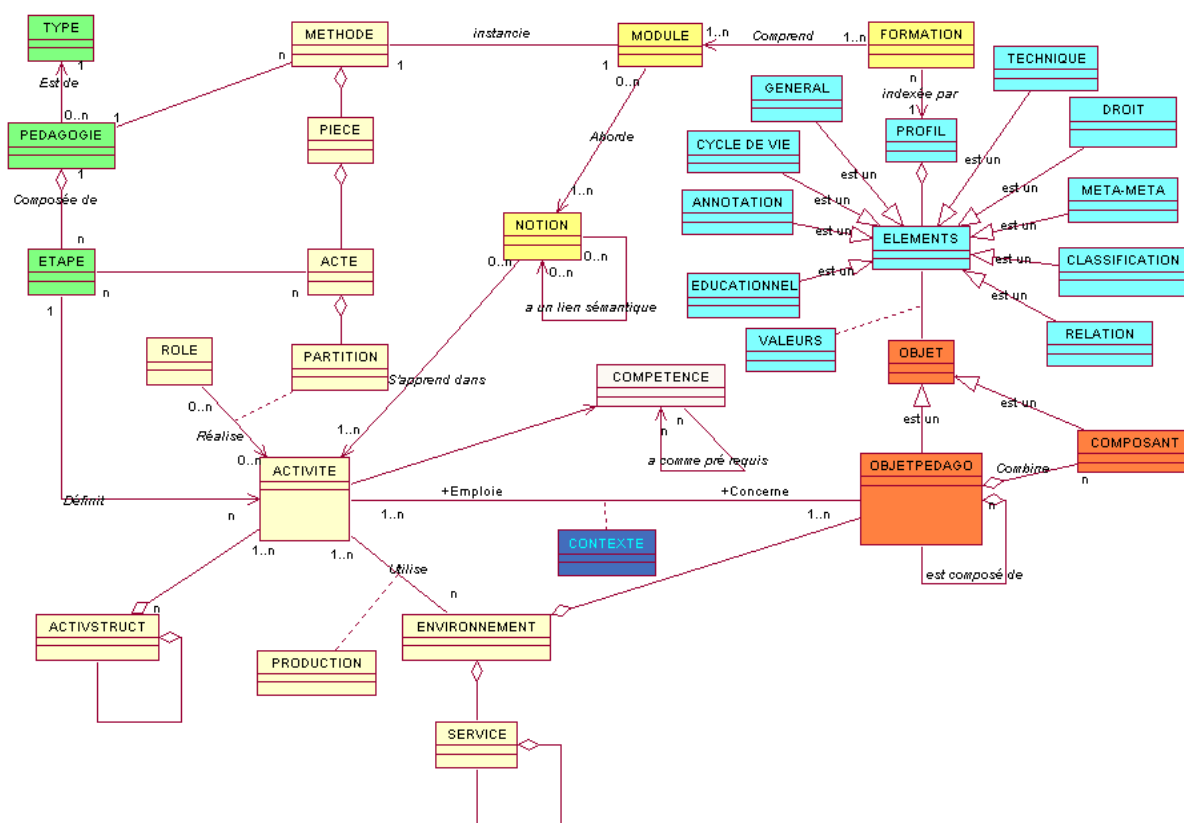 TYPE
METHODE
instancie
MODULE
1..n
Comprend
1..n
FORMATION
TECHNIQUE
1
n
1
1
0..n
n
Est de
GENERAL
indexée par
1
DROIT
0..n
1
PEDAGOGIE
PIECE
Aborde
PROFIL
CYCLE DE VIE
est un
est un
1
Composée de
1..n
est un
est un
META-META
ANNOTATION
est un
est un
NOTION
ELEMENTS
n
ETAPE
ACTE
0..n
0..n
0..n
CLASSIFICATION
n
n
est un
est un
EDUCATIONNEL
1
a un lien sémantique
est un
VALEURS
RELATION
ROLE
PARTITION
OBJET
S'apprend dans
COMPETENCE
0..n
est un
n
n
est un
Réalise
1..n
COMPOSANT
0..n
ACTIVITE
a comme pré requis
OBJETPEDAGO
Combine
n
Définit
+Emploie
+Concerne
n
n
1..n
1..n
CONTEXTE
1..n
1..n
Utilise
est composé de
n
n
ACTIVSTRUCT
ENVIRONNEMENT
PRODUCTION
SERVICE